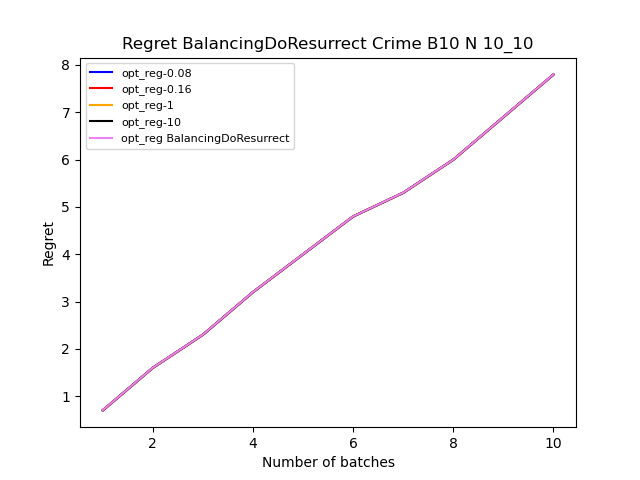 Regret BalancingDoResurrect Crime B10 N 10_10
opt_reg-0.08
opt_reg-0.16
opt_reg-1
opt_reg-10
opt_reg BalancingDoResurrect
8
7
6
5
4
3
2
1
Regret
2 4 6 8 10
Number of batches